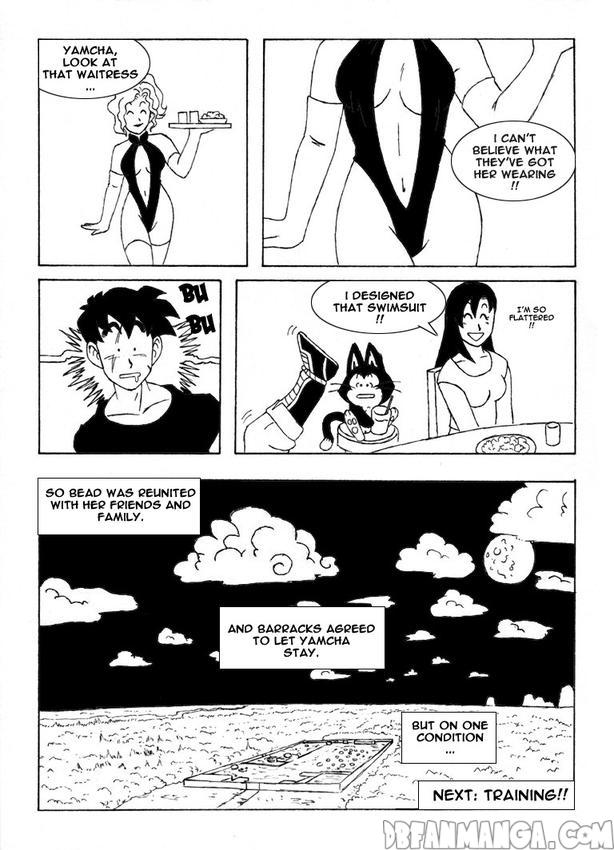 YAMCHA,
LOOK AT
THAT WAITRESS
...
I CAN'T
BELIEVE WHAT
THEY'VE GOT
HER WEARING
!!
BU
BU
I DESIGNED
THAT SWIMSUIT
!!
I'M SO
FLATTERED
!!
SO BEAD WAS REUNITED
WITH HER FRIENDS AND
FAMILY.
AND BARRACKS AGREED
TO LET YAMCHA
STAY.
BUT ON ONE
CONDITION
...
NEXT: TRAINING!!
DBFANMANGA.COM